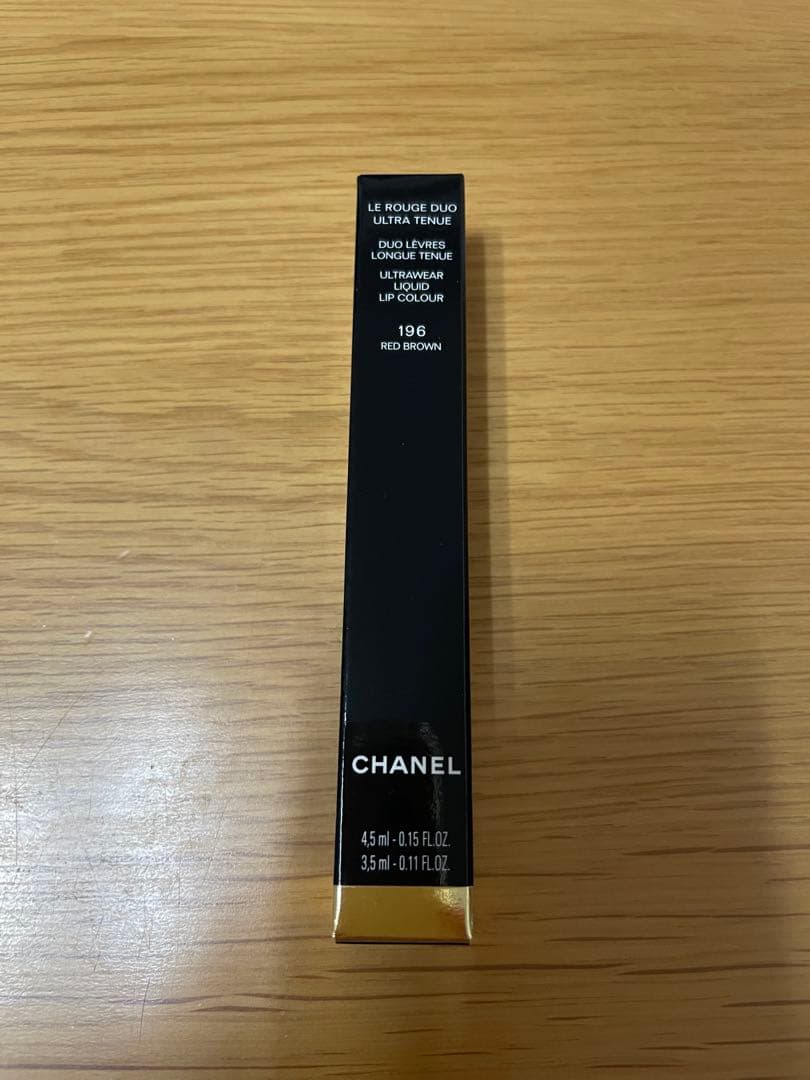 LE ROUGE DUO
ULTRA TENUE
DUO LÈVRES
LONGUE TENUE
ULTRAWEAR
LIQUID
LIP COLOUR
196
RED BROWN
CHANEL
4,5 ml - 0.15 FL.OZ.
3,5 ml - 0.11 FL.OZ.